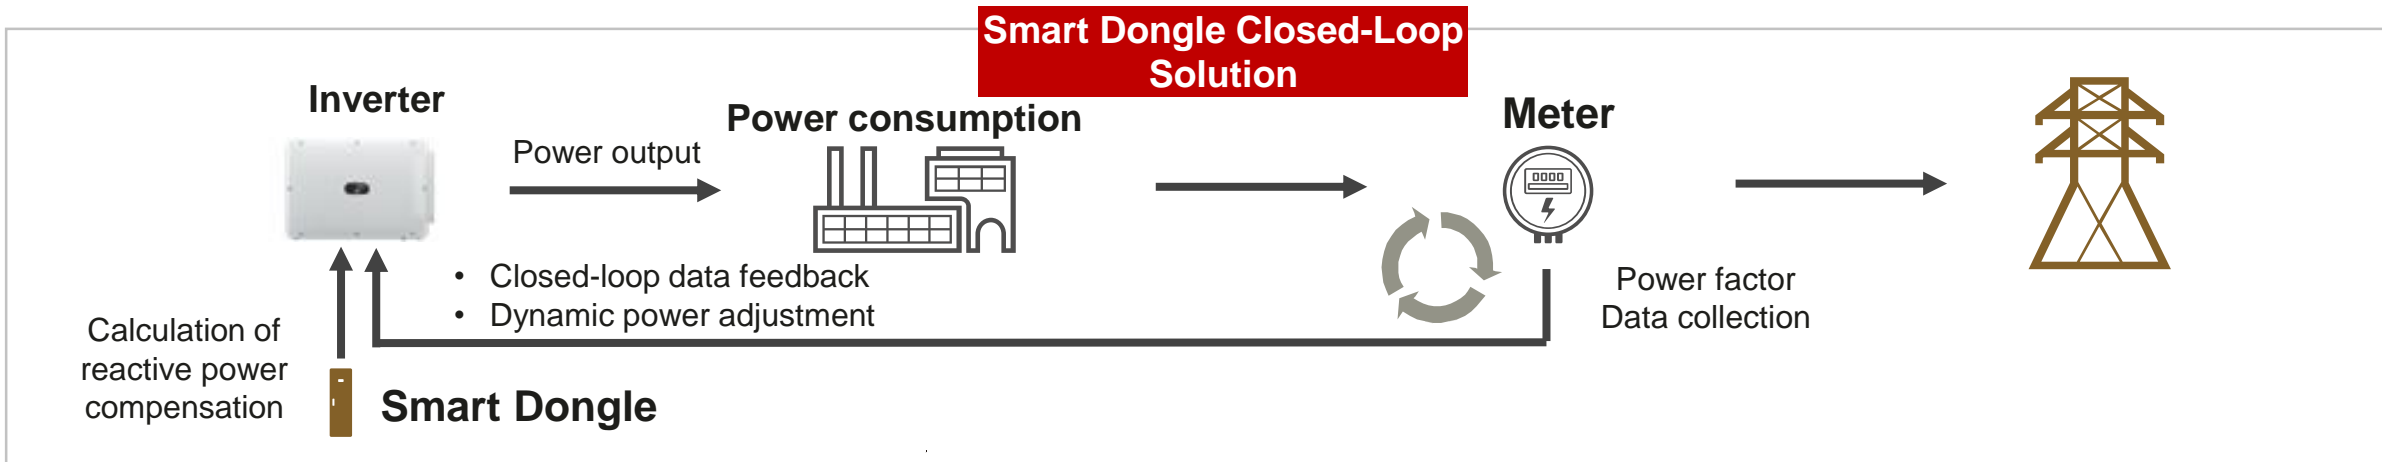 Smart Dongle Closed-Loop
Solution
Inverter
Power output
Power consumption
Meter
0000
• Closed-loop data feedback
• Dynamic power adjustment
Power factor
Data collection
Calculation of
reactive power
compensation
Smart Dongle